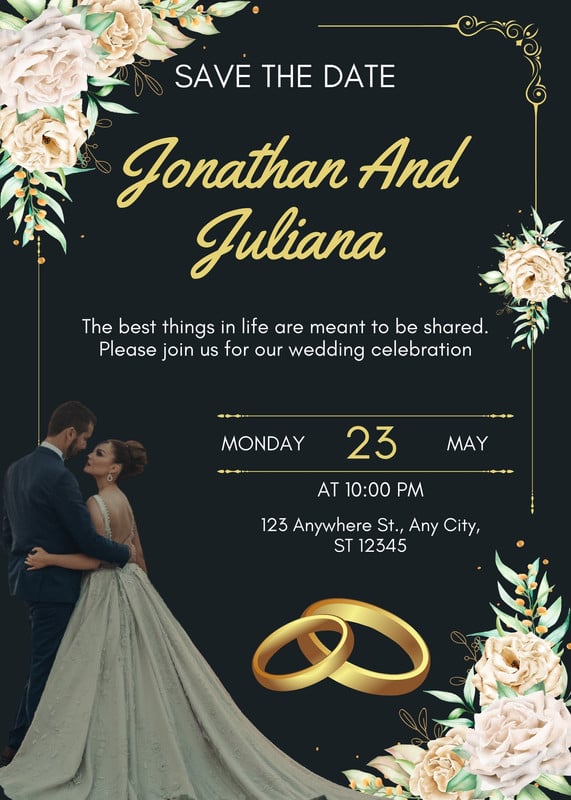 SAVE THE DATE
Jonathan And
Juliana
The best things in life are meant to be shared.
Please join us for our wedding celebration
MONDAY 23 MAY
AT 10:00 PM
123 Anywhere St., Any City,
ST 12345